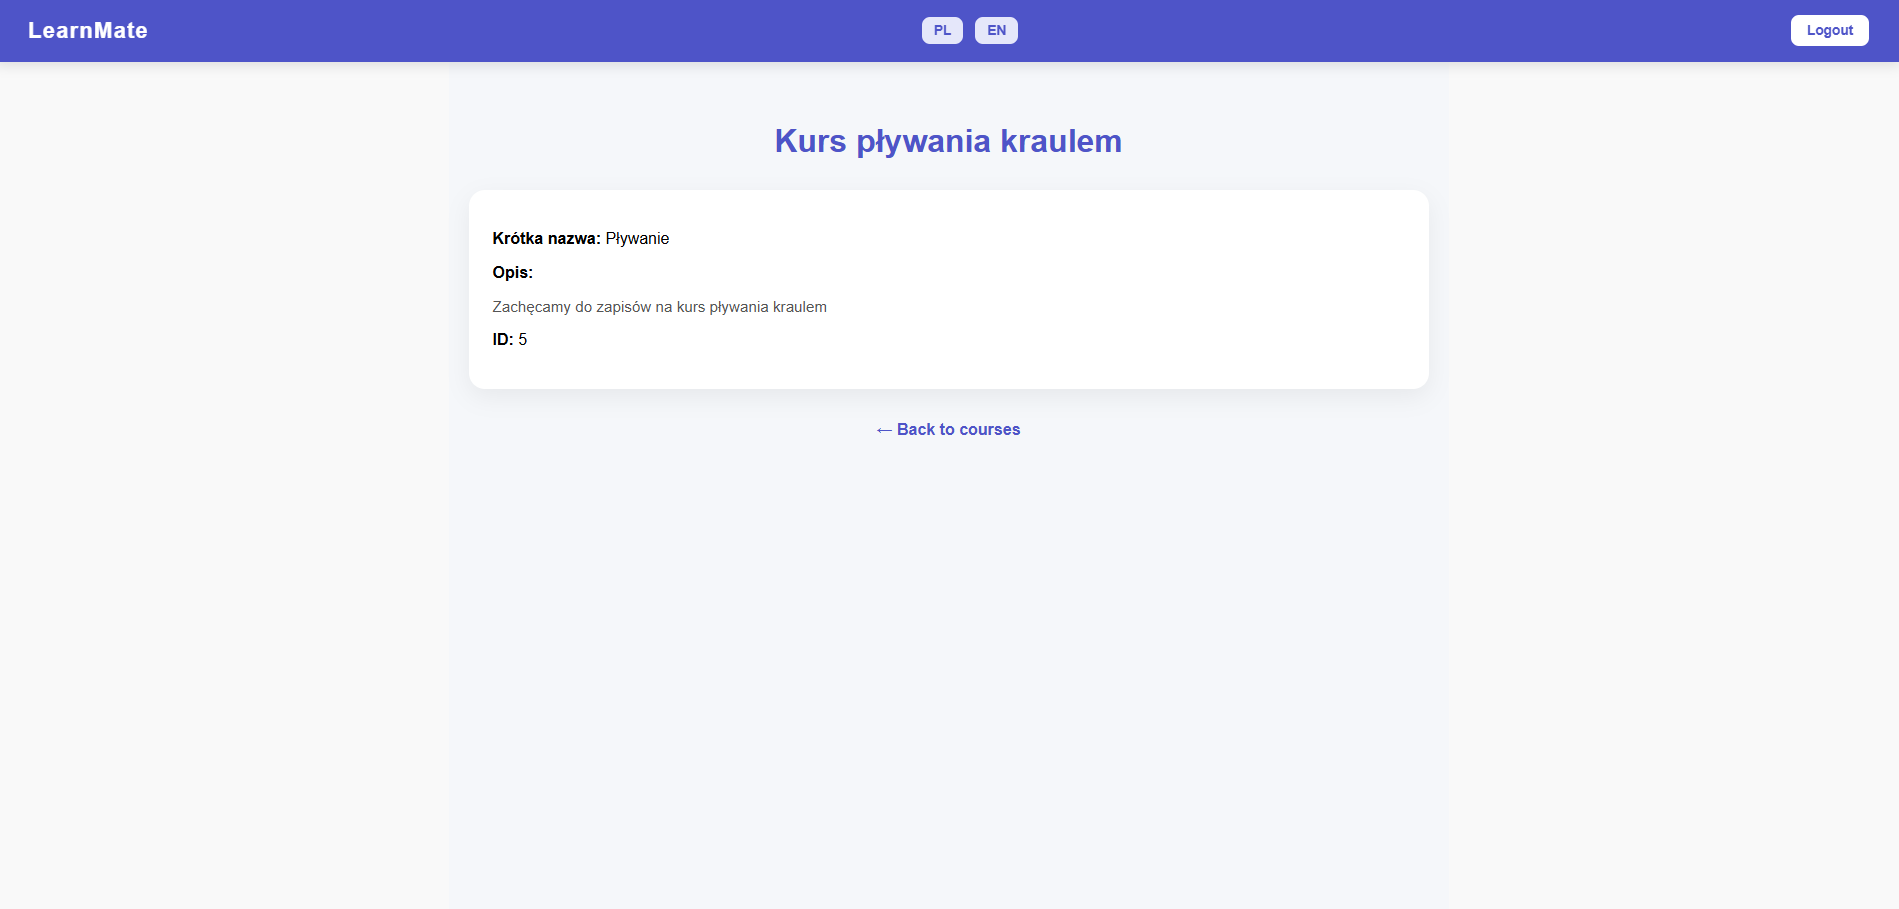 LearnMate
PL EN
Logout
Kurs pływania kraulem
Krótka nazwa: Pływanie
Opis:
Zachęcamy do zapisów na kurs pływania kraulem
ID: 5
← Back to courses